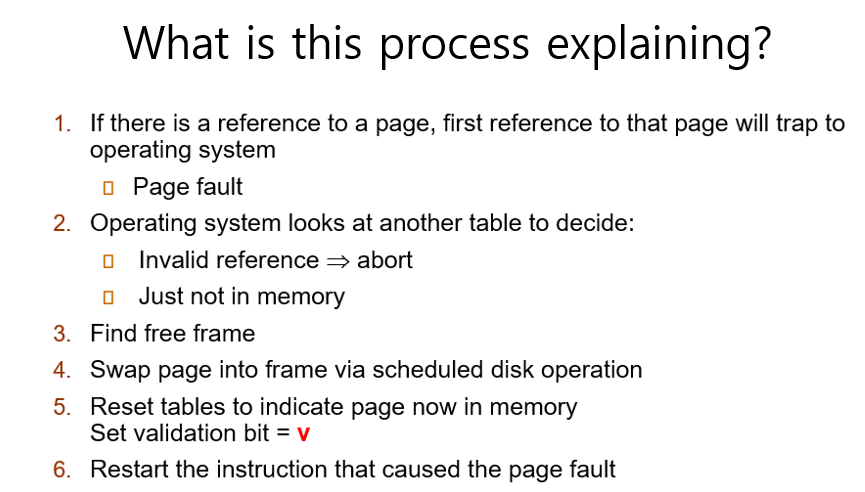 What is this process explaining?
1. If there is a reference to a page, first reference to that page will trap to
operating system
▯ Page fault
2. Operating system looks at another table to decide:
▯ Invalid reference ⇒ abort
▯ Just not in memory
3. Find free frame
4. Swap page into frame via scheduled disk operation
5. Reset tables to indicate page now in memory
Set validation bit = v
6. Restart the instruction that caused the page fault